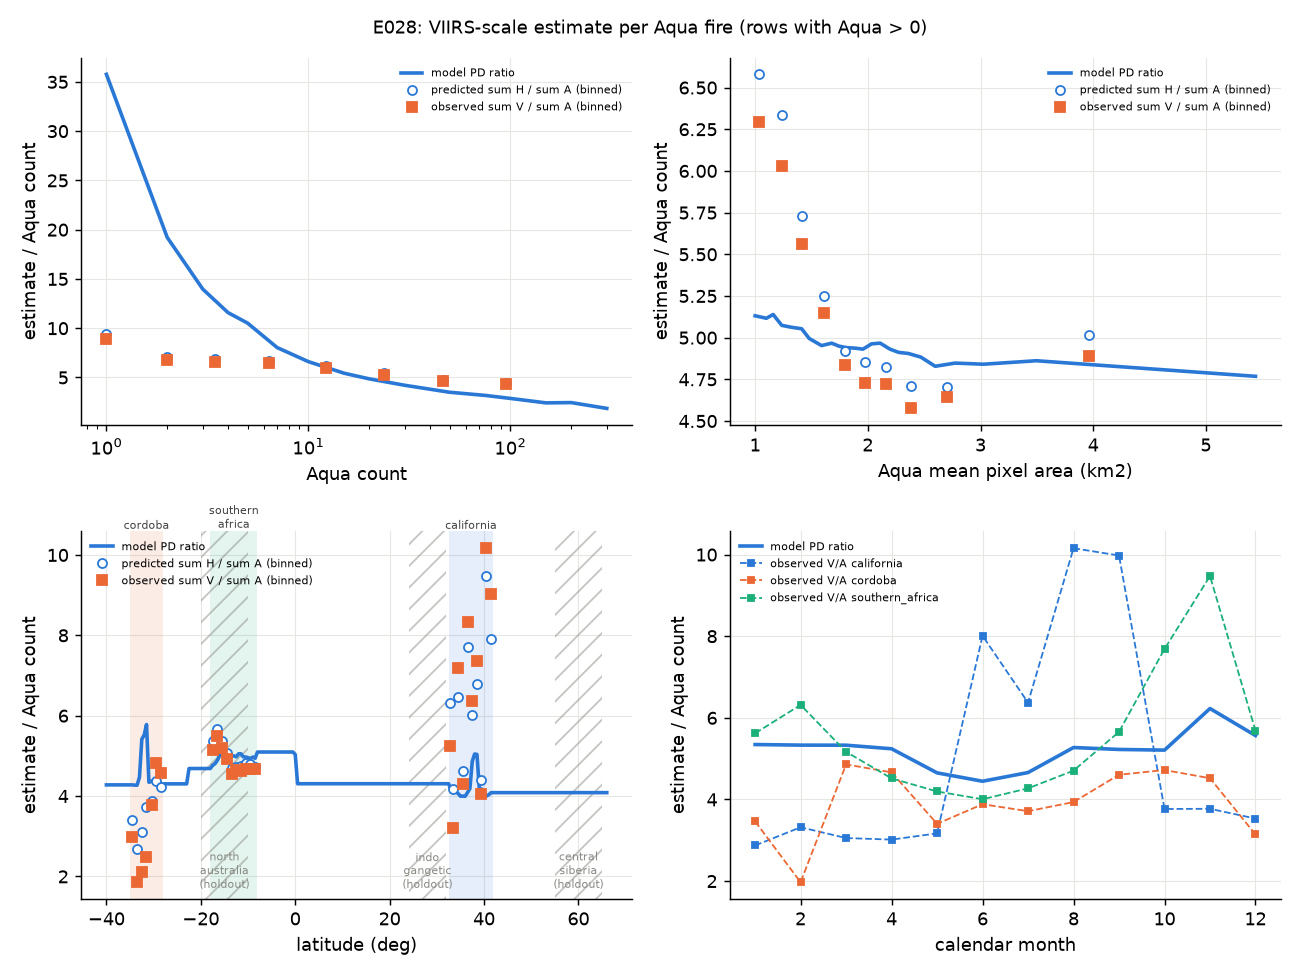 E028: VIIRS-scale estimate per Aqua fire (rows with Aqua > 0)
model PD ratio
predicted sum H / sum A (binned)
observed sum V / sum A (binned)
35
30
25
20
15
10
5
10⁰
10¹
10²
estimate / Aqua count
Aqua count
model PD ratio
predicted sum H / sum A (binned)
observed sum V / sum A (binned)
6.50
6.25
6.00
5.75
5.50
5.25
5.00
4.75
4.50
1
2
3
4
5
estimate / Aqua count
Aqua mean pixel area (km2)
cordoba
southern
africa
california
model PD ratio
predicted sum H / sum A (binned)
observed sum V / sum A (binned)
10
8
6
4
2
north
australia
(holdout)
indo
gangetic
(holdout)
central
siberia
(holdout)
−40
−20
0
20
40
60
estimate / Aqua count
latitude (deg)
model PD ratio
observed V/A california
observed V/A cordoba
observed V/A southern_africa
10
8
6
4
2
2
4
6
8
10
12
estimate / Aqua count
calendar month